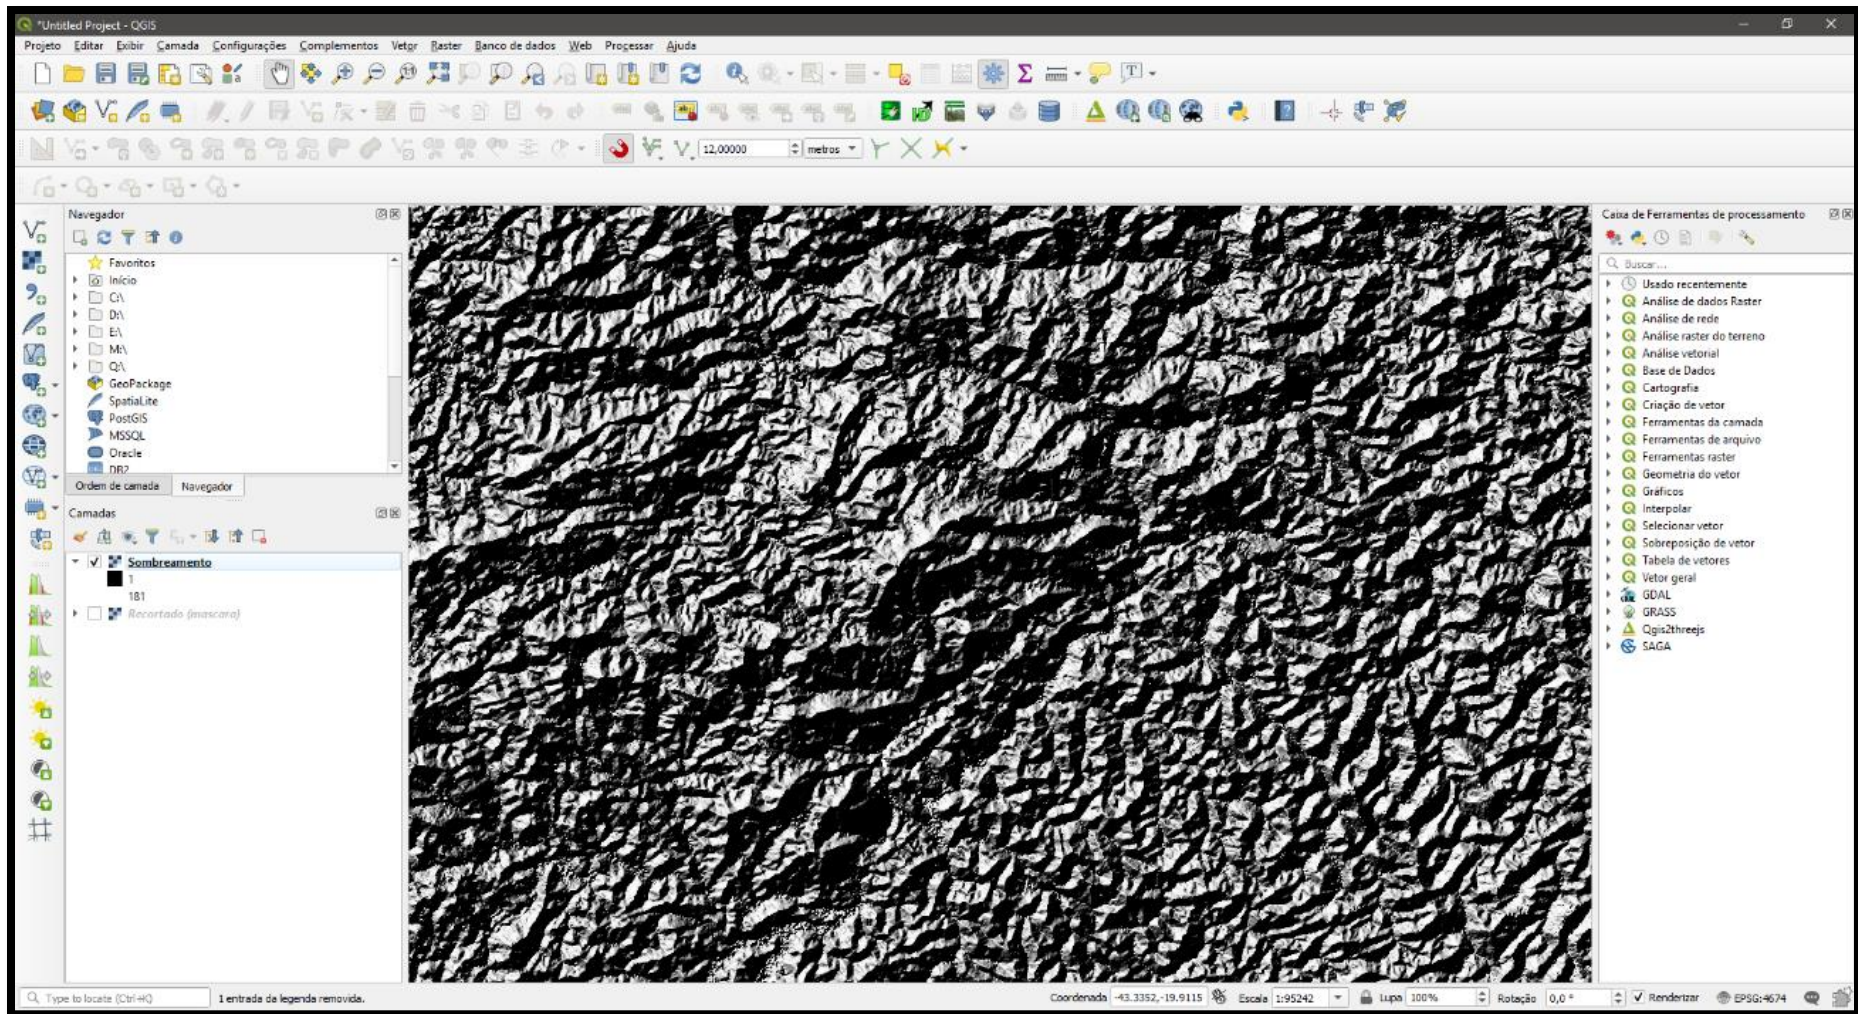 *Untitled Project - QGIS
Projeto Editar Exibir Camada Configurações Complementos Vetor Raster Banco de dados Web Processar Ajuda
12,00000 metros
Navegador
Favoritos
Início
C:\
D:\
E:\
M:\
Q:\
GeoPackage
SpatiaLite
PostGIS
MSSQL
Oracle
DB2
Ordem de camada Navegador
Camadas
Sombreamento
1
181
Recortado (mascara)
Caixa de Ferramentas de processamento
Buscar...
Usado recentemente
Análise de dados Raster
Análise de rede
Análise raster do terreno
Análise vetorial
Base de Dados
Cartografia
Criação de vetor
Ferramentas da camada
Ferramentas de arquivo
Ferramentas raster
Geometria do vetor
Gráficos
Interpolar
Selecionar vetor
Sobreposição de vetor
Tabela de vetores
Vetor geral
GDAL
GRASS
Qgis2threejs
SAGA
Type to locate (Ctrl+K) 1 entrada da legenda removida. Coordenada -43.3352,-19.9115 Escala 1:95242 Lupa 100% Rotação 0,0 ° Renderizar EPSG:4674